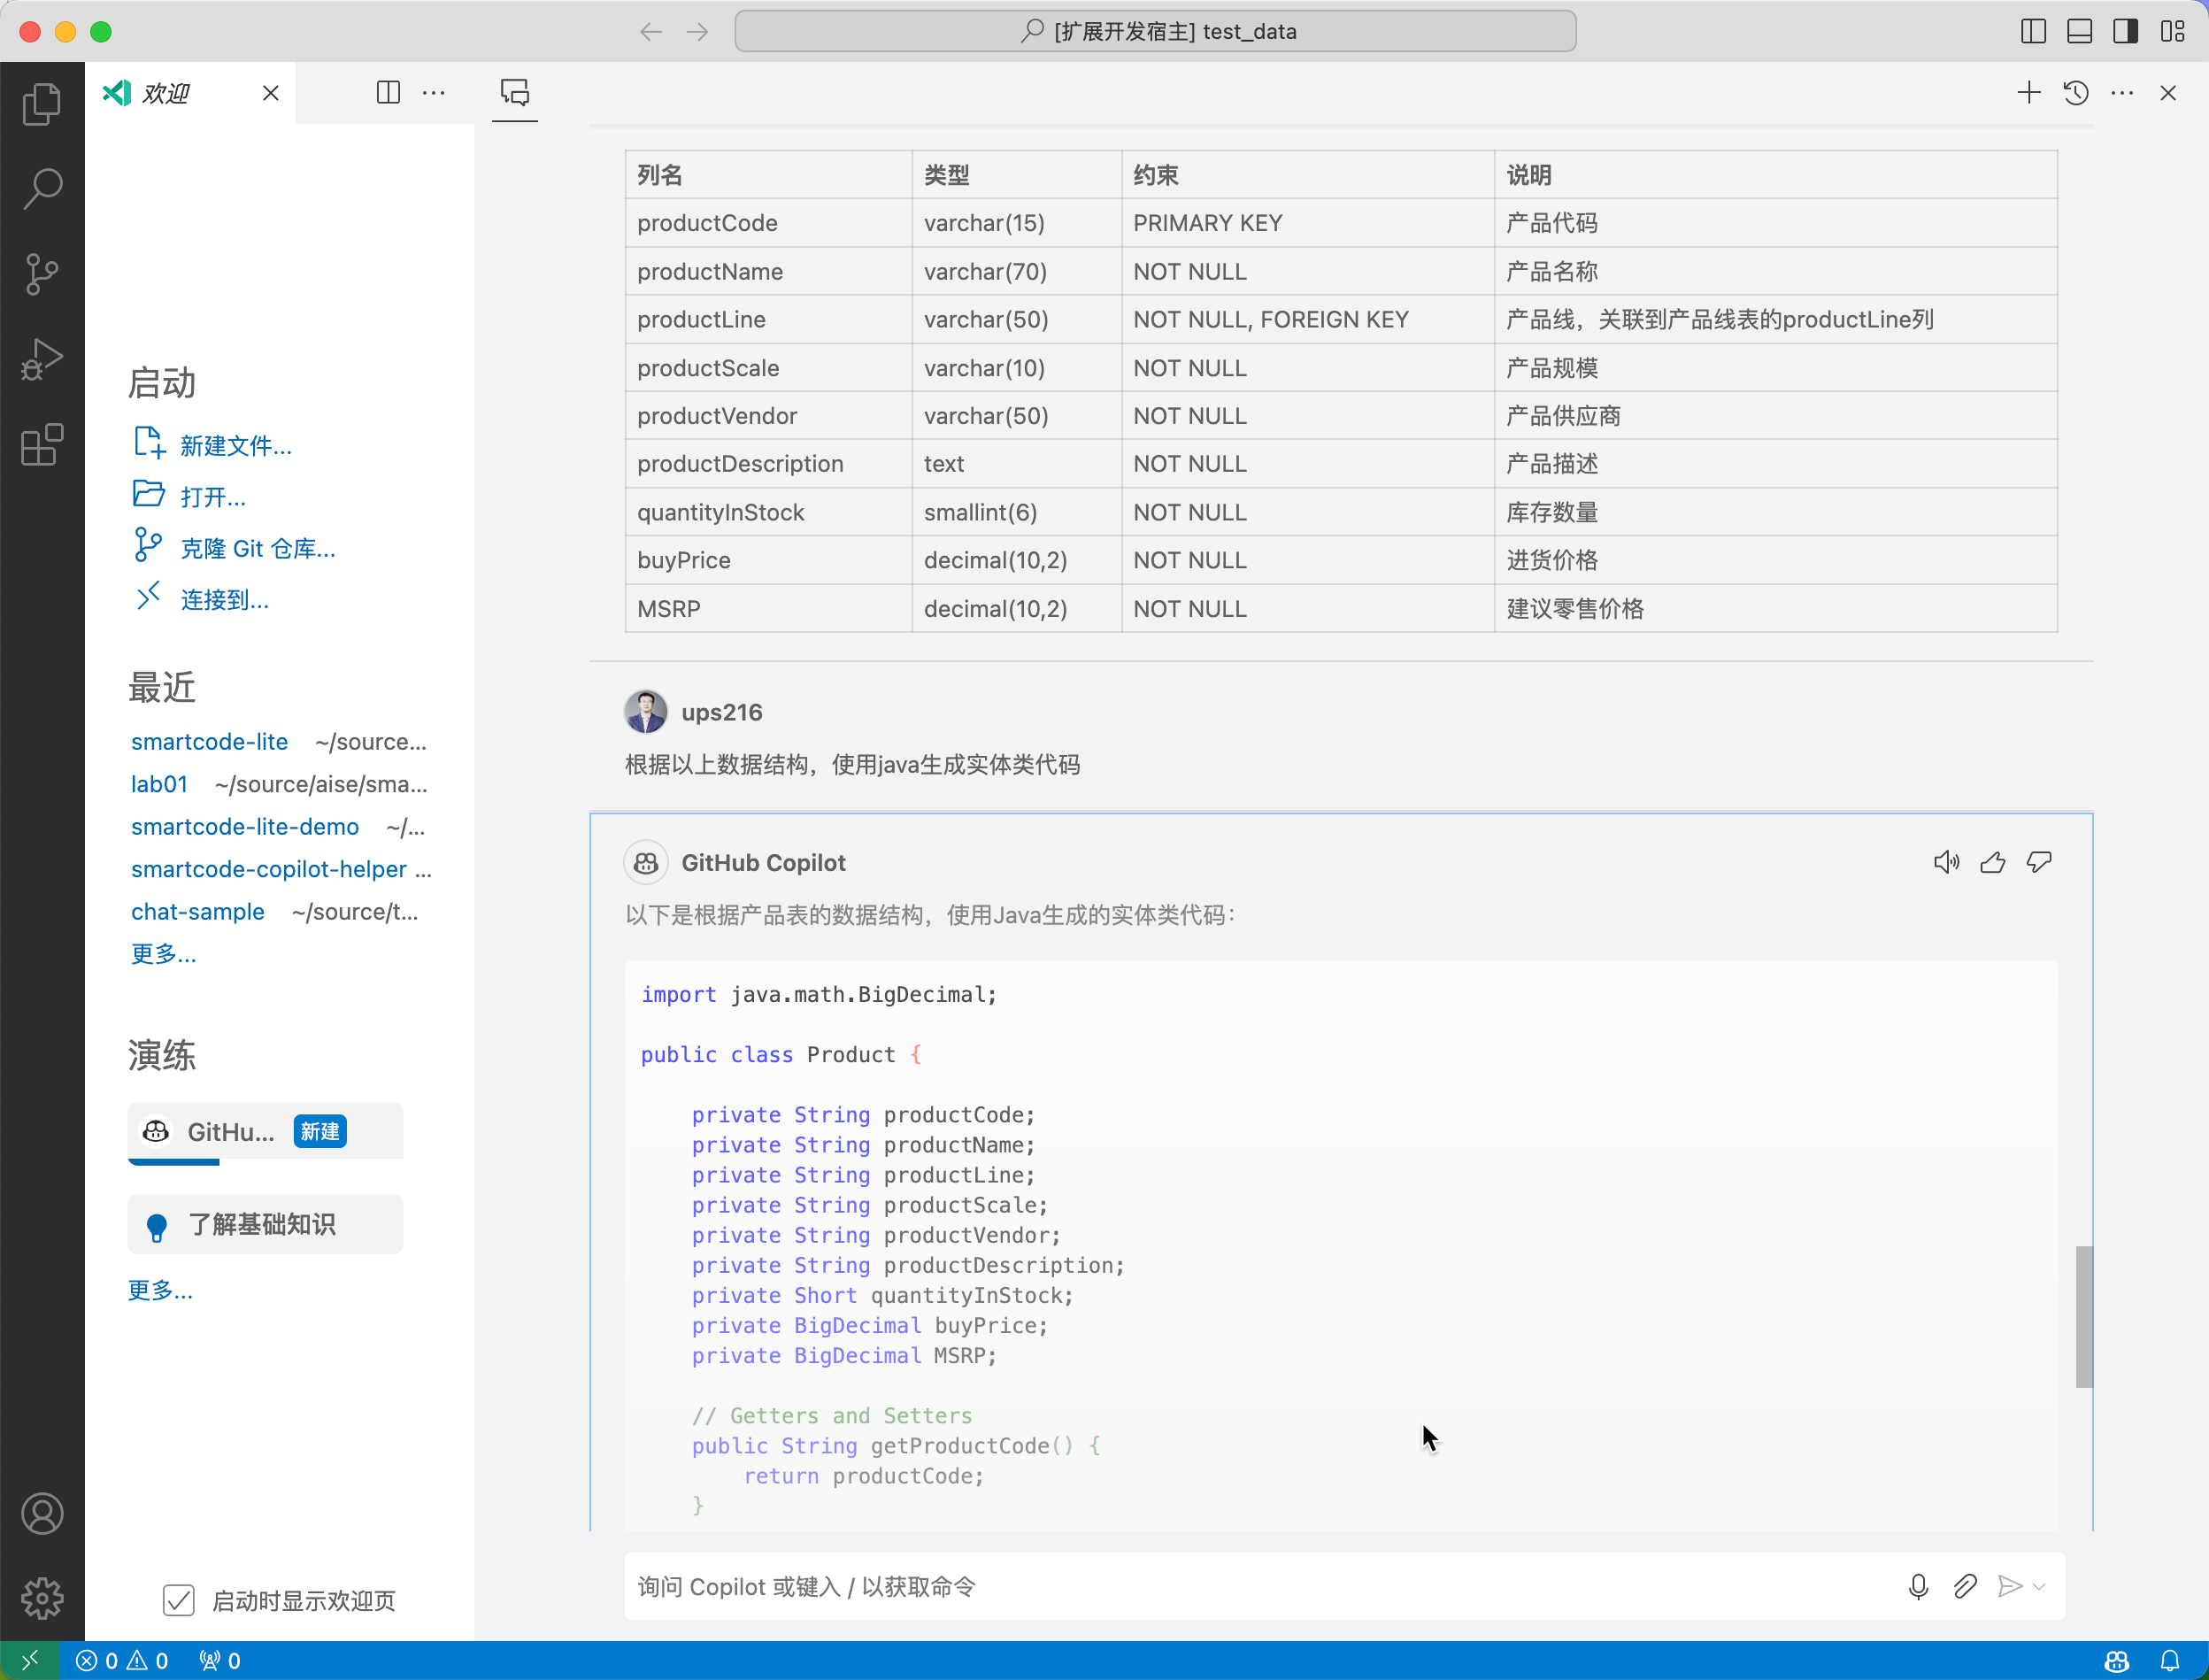 [扩展开发宿主] test_data
欢迎
启动
新建文件...
打开...
克隆 Git 仓库...
连接到...
最近
smartcode-lite ~/source...
lab01 ~/source/aise/sma...
smartcode-lite-demo ~/...
smartcode-copilot-helper ...
chat-sample ~/source/t...
更多...
演练
GitHu... 新建
了解基础知识
更多...
启动时显示欢迎页
列名 类型 约束 说明
productCode varchar(15) PRIMARY KEY 产品代码
productName varchar(70) NOT NULL 产品名称
productLine varchar(50) NOT NULL, FOREIGN KEY 产品线，关联到产品线表的productLine列
productScale varchar(10) NOT NULL 产品规模
productVendor varchar(50) NOT NULL 产品供应商
productDescription text NOT NULL 产品描述
quantityInStock smallint(6) NOT NULL 库存数量
buyPrice decimal(10,2) NOT NULL 进货价格
MSRP decimal(10,2) NOT NULL 建议零售价格
ups216
根据以上数据结构，使用java生成实体类代码
GitHub Copilot
以下是根据产品表的数据结构，使用Java生成的实体类代码：
import java.math.BigDecimal;
public class Product {
private String productCode;
private String productName;
private String productLine;
private String productScale;
private String productVendor;
private String productDescription;
private Short quantityInStock;
private BigDecimal buyPrice;
private BigDecimal MSRP;
// Getters and Setters
public String getProductCode() {
return productCode;
}
询问 Copilot 或键入 / 以获取命令
0 0 0